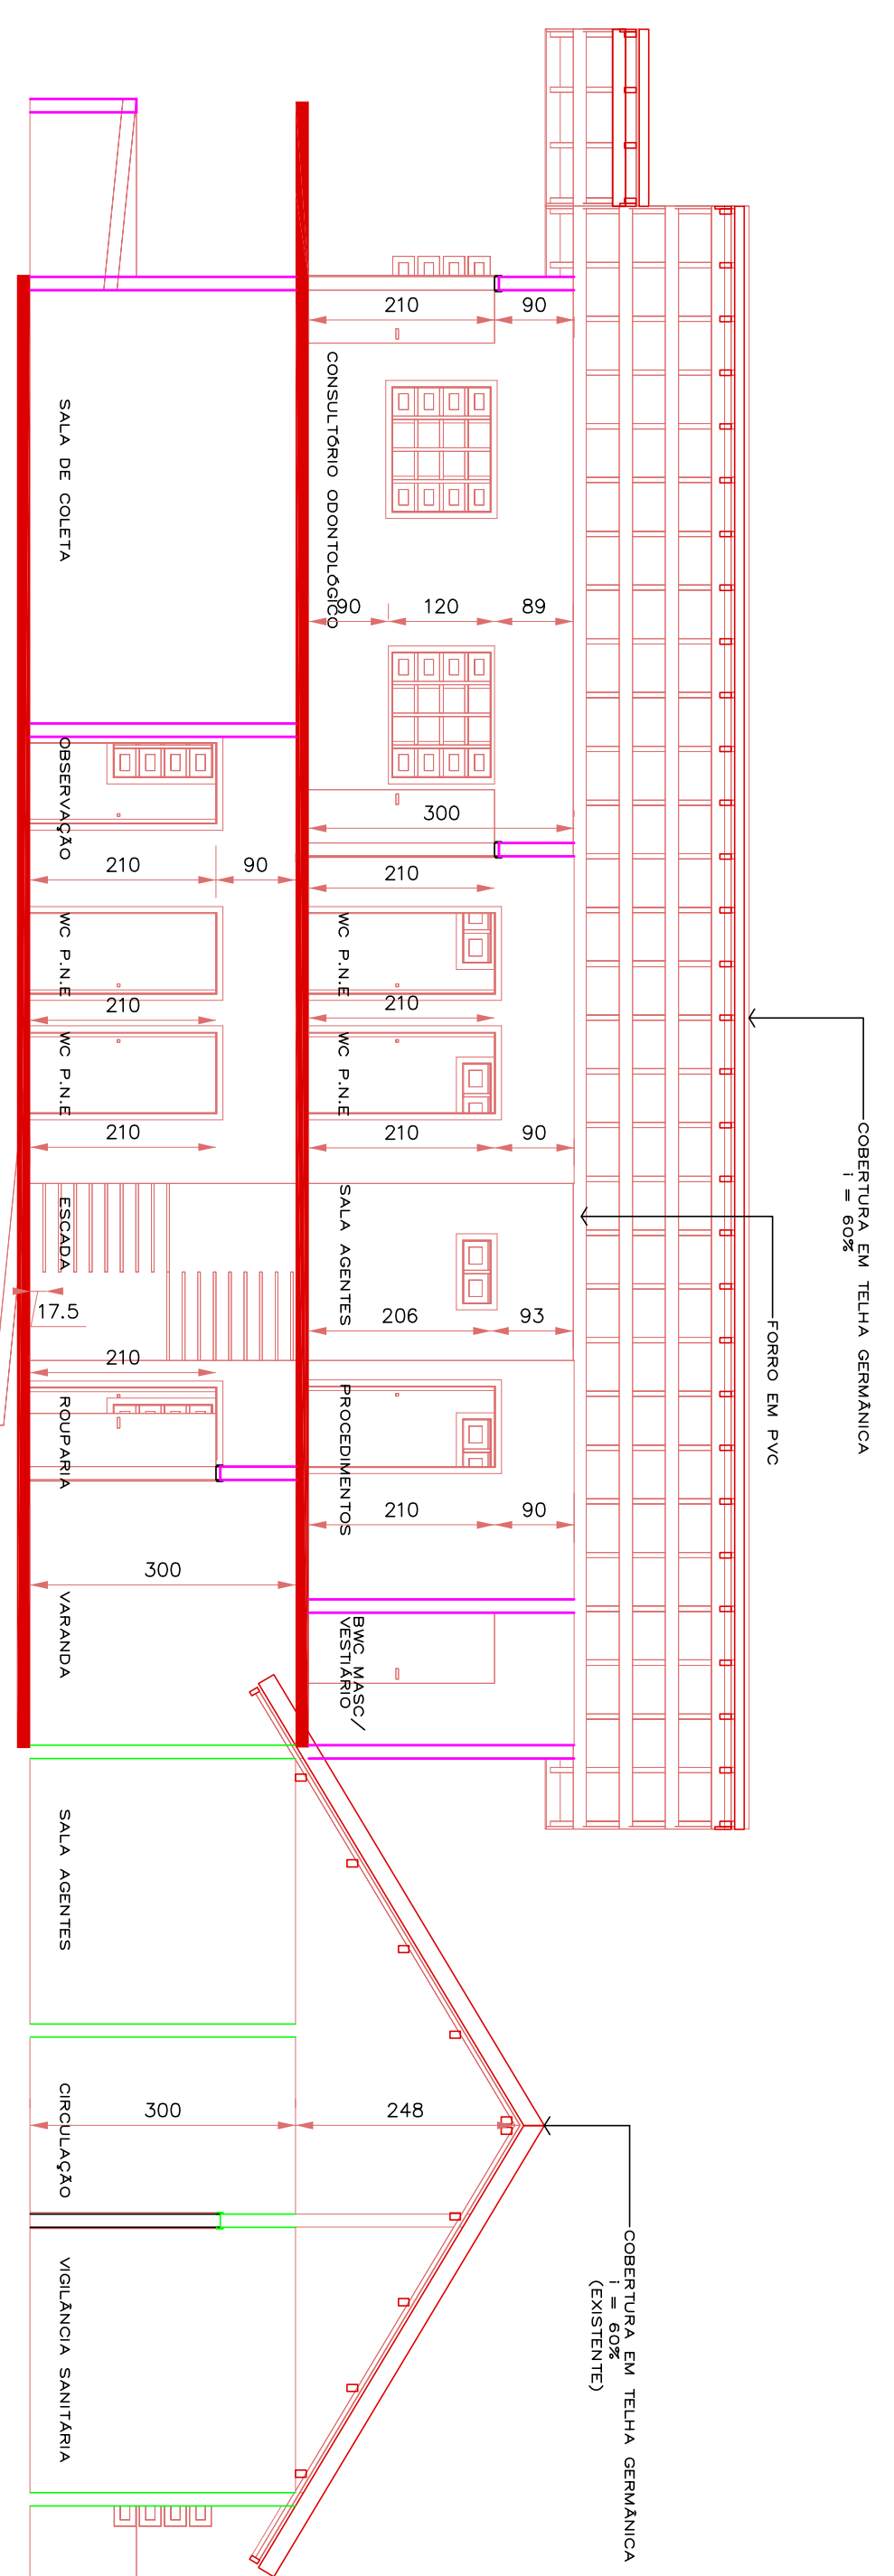 COBERTURA EM TELHA GERMÂNICA
i = 60%
FORRO EM PVC
COBERTURA EM TELHA GERMÂNICA
i = 60%
(EXISTENTE)
210
90
CONSULTÓRIO ODONTOLÓGICO
90
120
89
300
210
WC P.N.E
210
WC P.N.E
210
90
SALA AGENTES
206
93
PROCEDIMENTOS
210
90
BWC MASC/
VESTIÁRIO
SALA DE COLETA
OBSERVAÇÃO
210
90
WC P.N.E
210
WC P.N.E
210
ESCADA
17.5
210
ROUPARIA
300
VARANDA
SALA AGENTES
CIRCULAÇÃO
300
248
VIGILÂNCIA SANITÁRIA